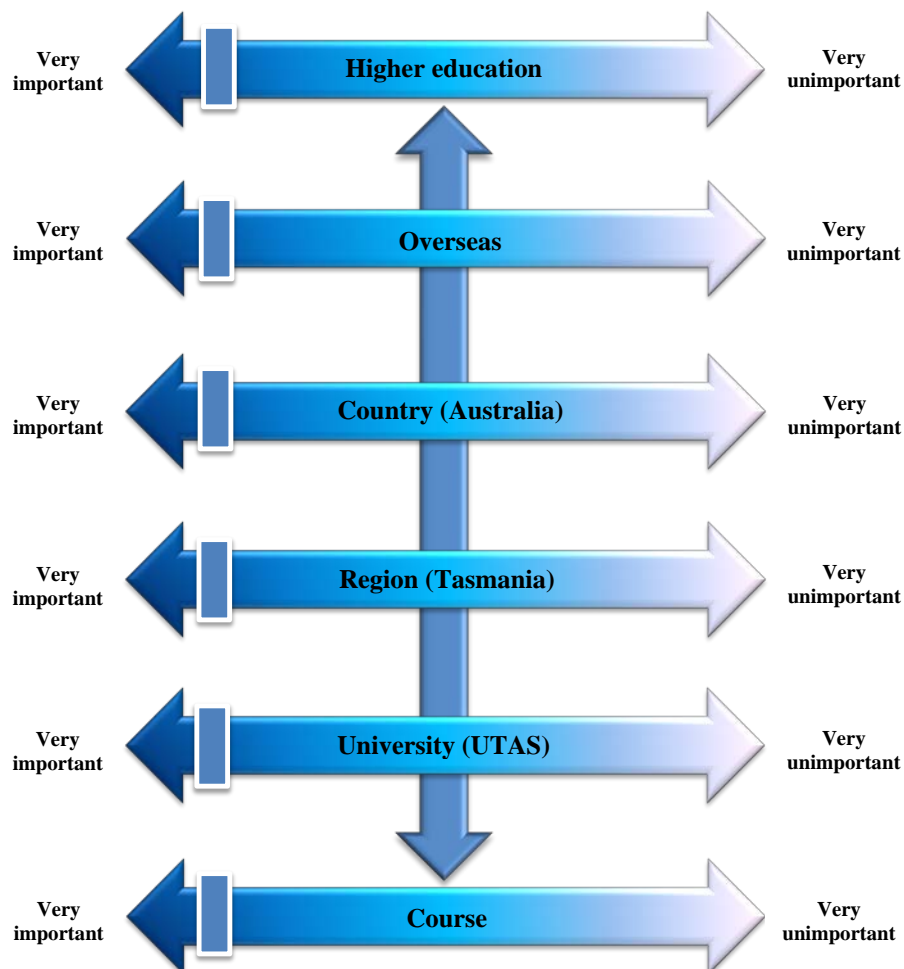 Very
important
Higher education
Very
unimportant
Very
important
Overseas
Very
unimportant
Very
important
Country (Australia)
Very
unimportant
Very
important
Region (Tasmania)
Very
unimportant
Very
important
University (UTAS)
Very
unimportant
Very
important
Course
Very
unimportant